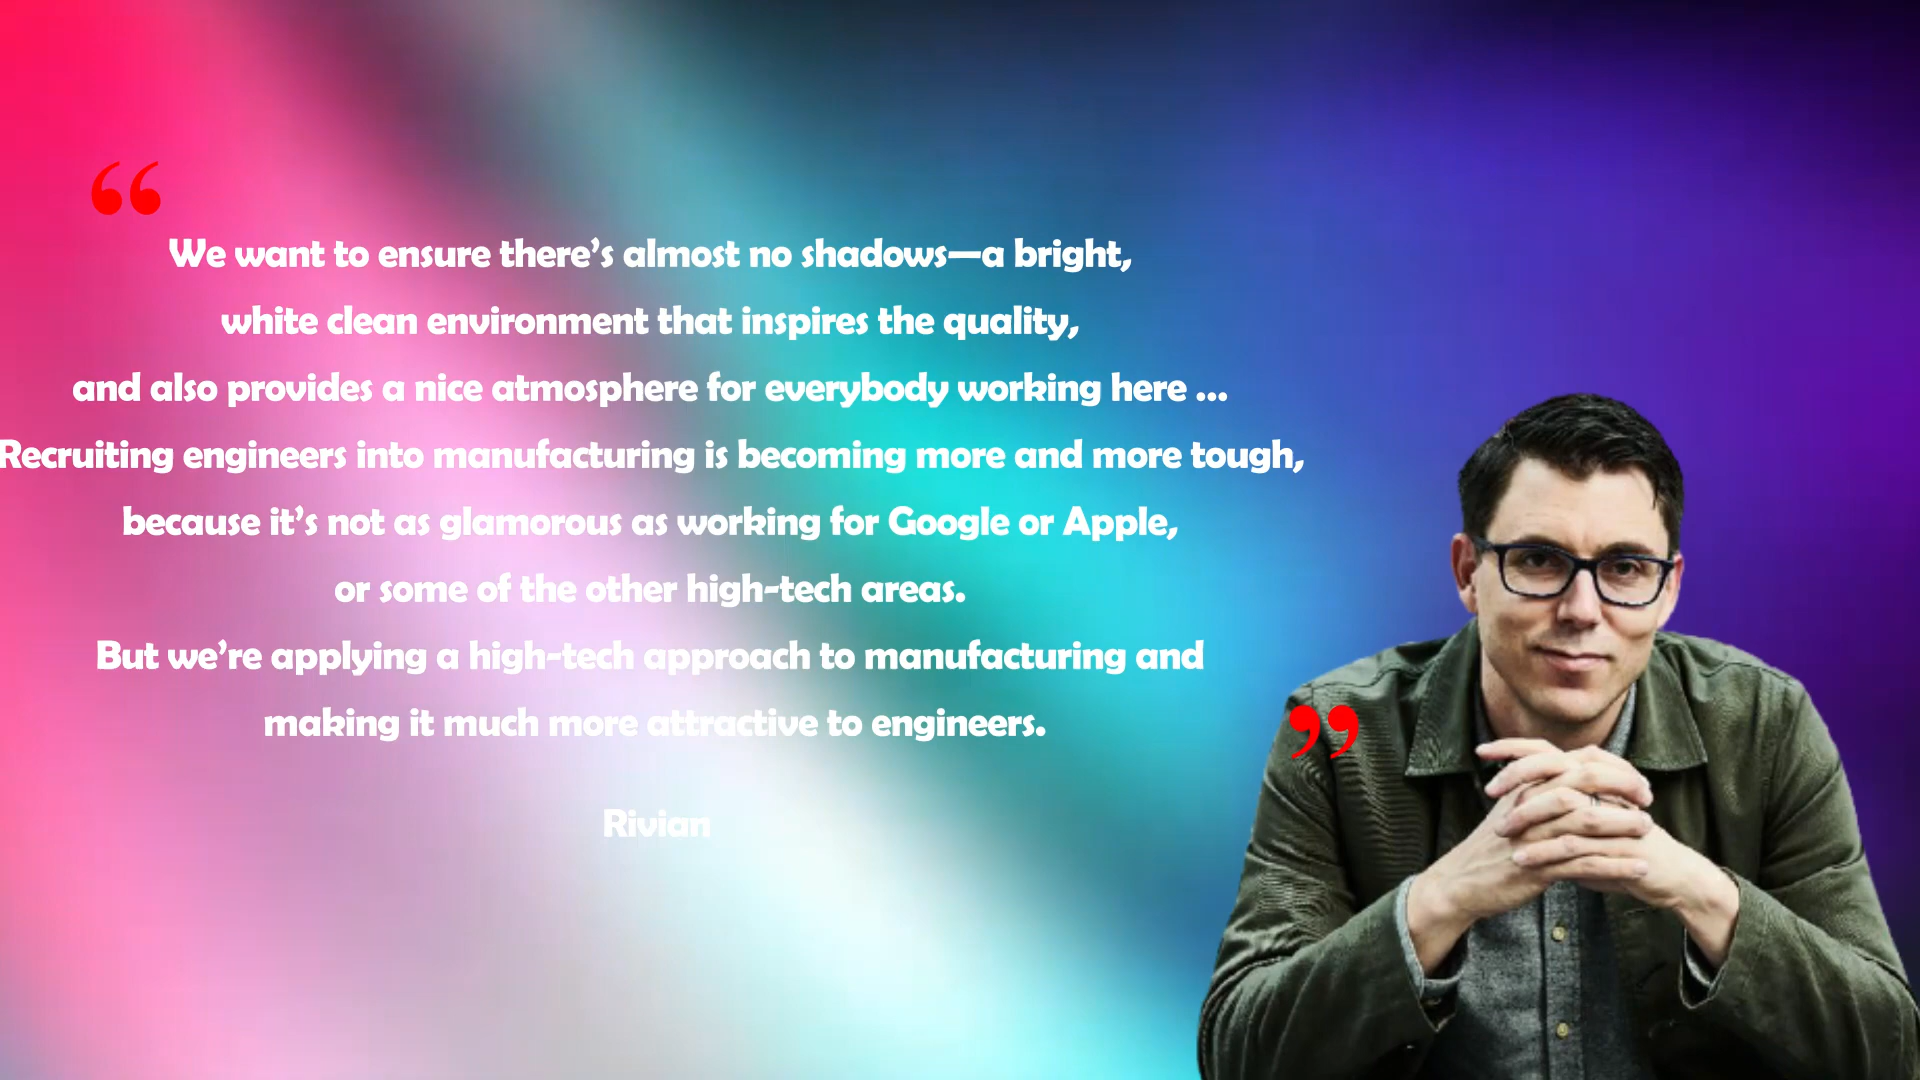 “
We want to ensure there’s almost no shadows—a bright,
white clean environment that inspires the quality,
and also provides a nice atmosphere for everybody working here ...
Recruiting engineers into manufacturing is becoming more and more tough,
because it’s not as glamorous as working for Google or Apple,
or some of the other high-tech areas.
But we’re applying a high-tech approach to manufacturing and
making it much more attractive to engineers.
”
Rivian